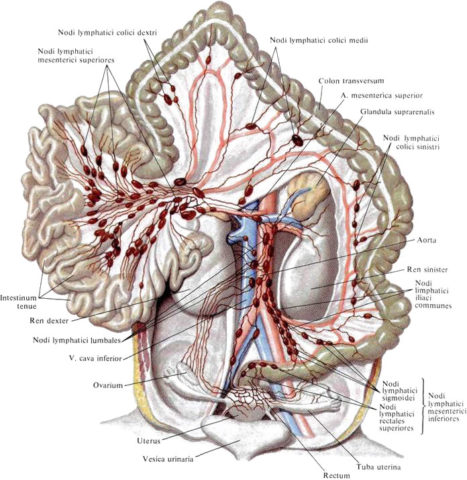 Nodi lymphatici colici dextri
Nodi lymphatici colici medii
Nodi lymphatici
mesenterici superiores
Colon transversum
A. mesenterica superior
Glandula suprarenalis
Nodi lymphatici
colici sinistri
Aorta
Ren sinister
Nodi
limphatici
iliaci
communes
Intestinum
tenue
Ren dexter
Nodi lymphatici lumbales
V. cava inferior
Ovarium
Nodi
lymphatici
sigmoidei
Nodi
lymphatici
rectales
superiores
Nodi
lymphatici
mesenterici
inferiores
Uterus
Vesica urinaria
Tuba uterina
Rectum